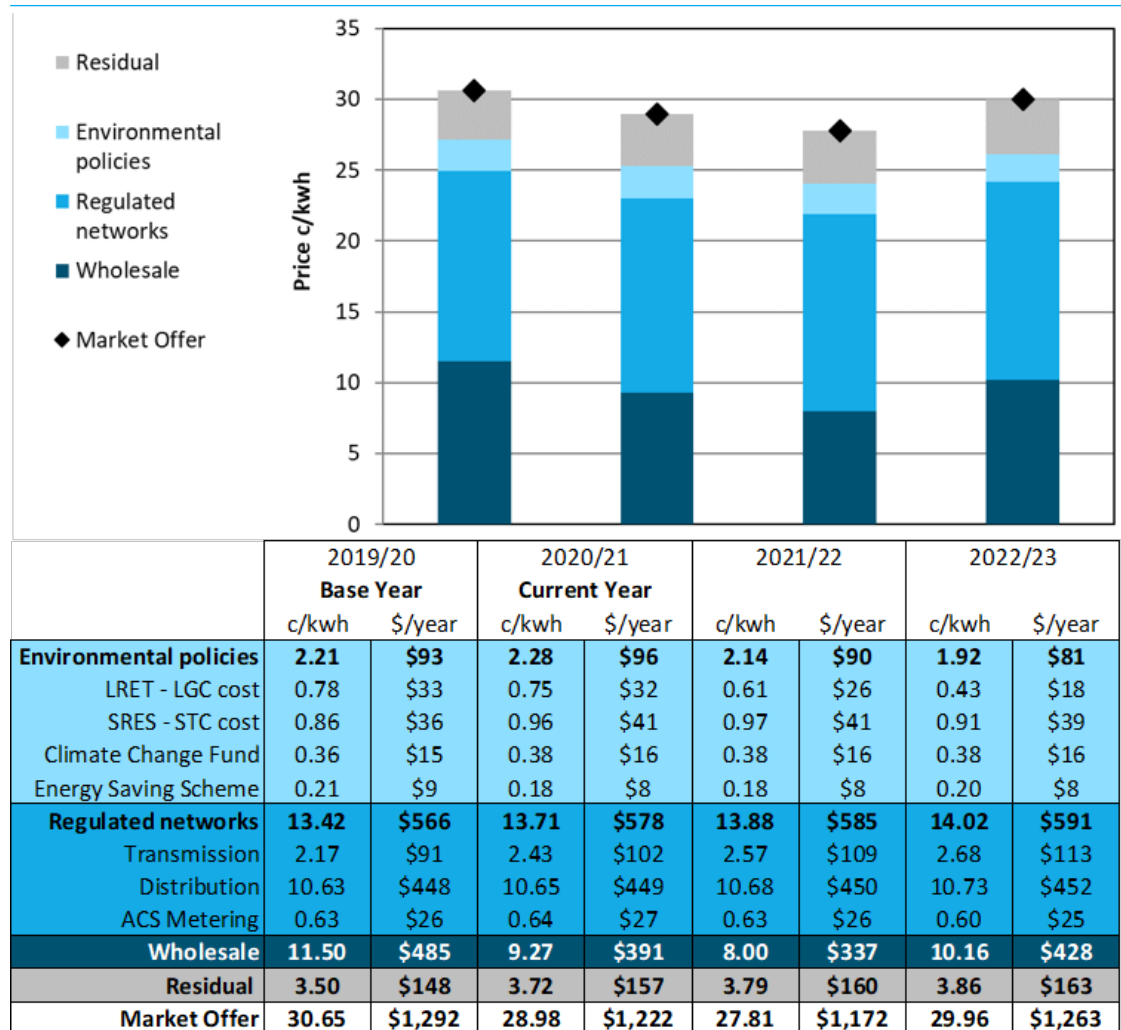 Residual
Environmental
policies
Regulated
networks
Wholesale
Market Offer
Price c/kwh
35
30
25
20
15
10
5
0
2019/20 2020/21 2021/22 2022/23
Base Year Current Year
c/kwh $/year c/kwh $/year c/kwh $/year c/kwh $/year
Environmental policies 2.21 $93 2.28 $96 2.14 $90 1.92 $81
LRET - LGC cost 0.78 $33 0.75 $32 0.61 $26 0.43 $18
SRES - STC cost 0.86 $36 0.96 $41 0.97 $41 0.91 $39
Climate Change Fund 0.36 $15 0.38 $16 0.38 $16 0.38 $16
Energy Saving Scheme 0.21 $9 0.18 $8 0.18 $8 0.20 $8
Regulated networks 13.42 $566 13.71 $578 13.88 $585 14.02 $591
Transmission 2.17 $91 2.43 $102 2.57 $109 2.68 $113
Distribution 10.63 $448 10.65 $449 10.68 $450 10.73 $452
ACS Metering 0.63 $26 0.64 $27 0.63 $26 0.60 $25
Wholesale 11.50 $485 9.27 $391 8.00 $337 10.16 $428
Residual 3.50 $148 3.72 $157 3.79 $160 3.86 $163
Market Offer 30.65 $1,292 28.98 $1,222 27.81 $1,172 29.96 $1,263